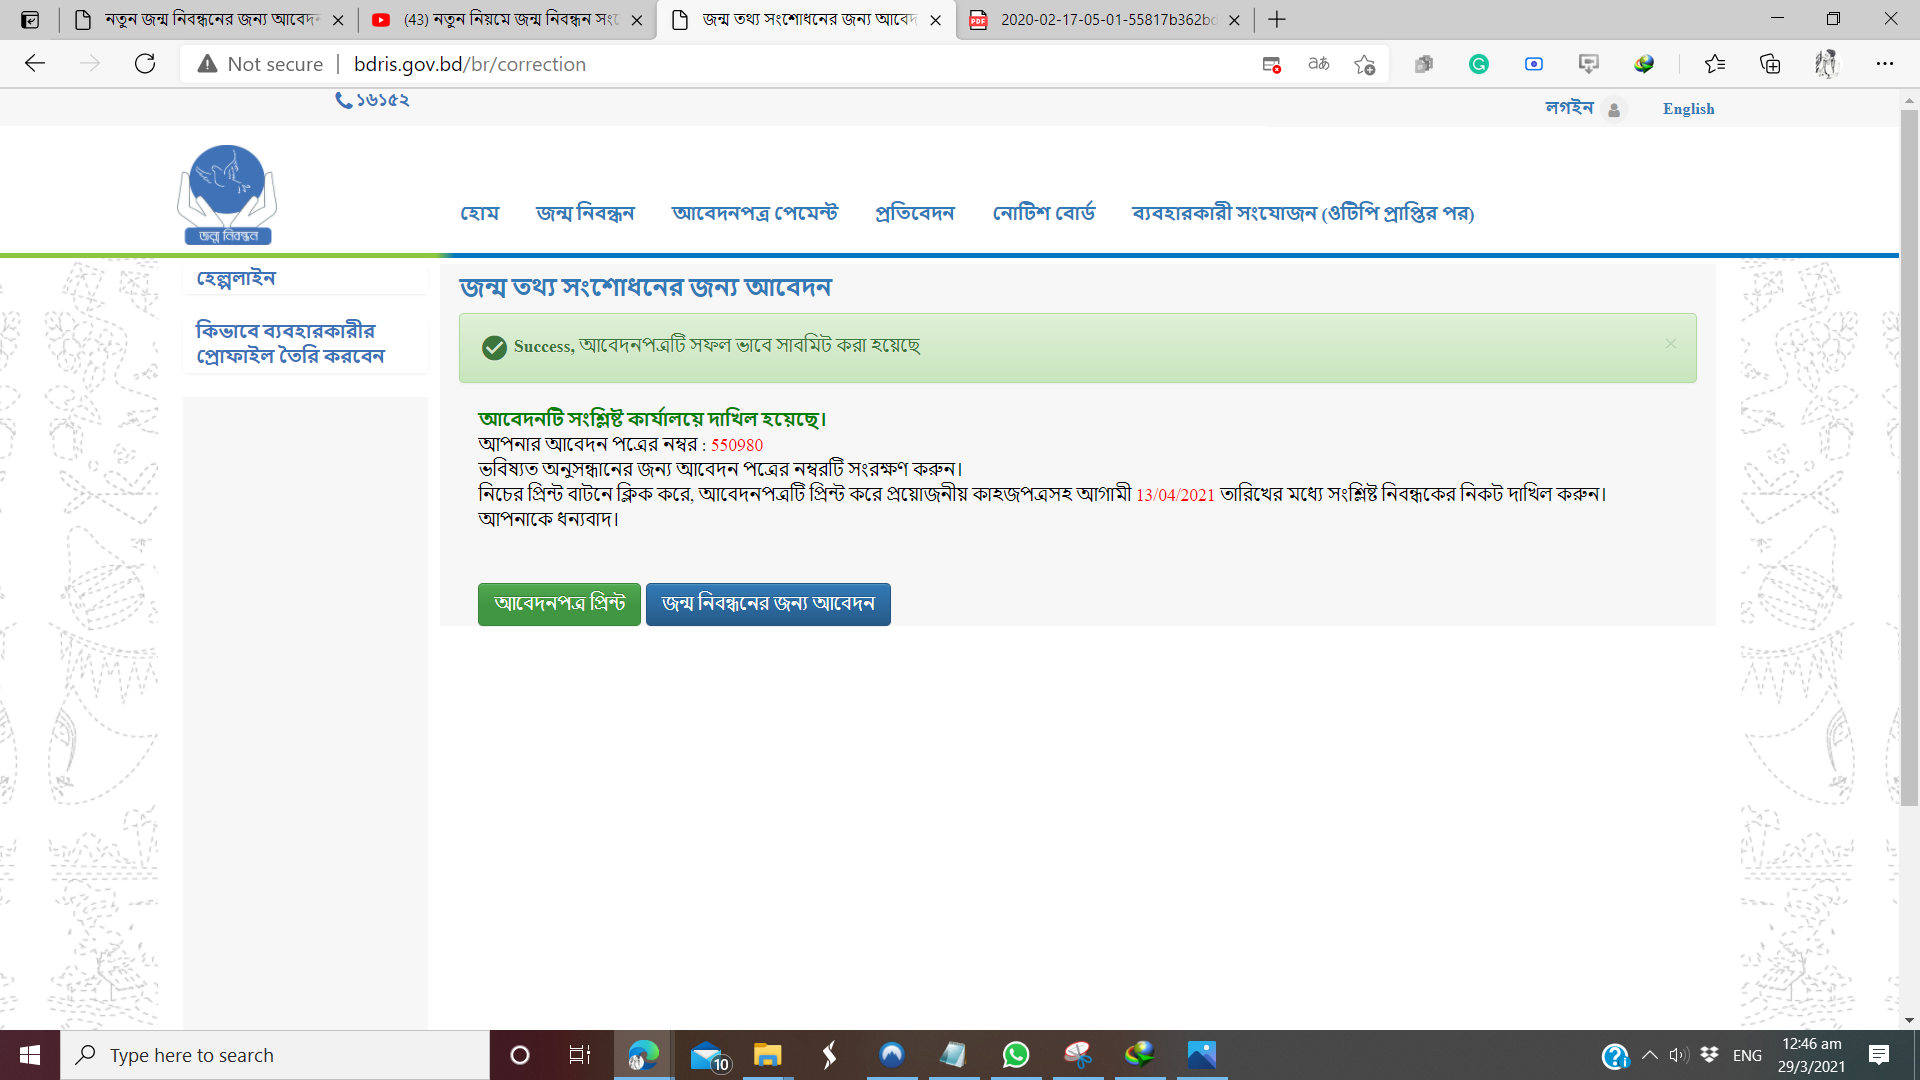 নতুন জন্ম নিবন্ধনের জন্য আবেদন
(43) নতুন নিয়মে জন্ম নিবন্ধন সং
জন্ম তথ্য সংশোধনের জন্য আবেদ
2020-02-17-05-01-55817b362bd
Not secure | bdris.gov.bd/br/correction
১৬১৫২
লগইন
English
জন্ম নিবন্ধন
হোম
জন্ম নিবন্ধন
আবেদনপত্র পেমেন্ট
প্রতিবেদন
নোটিশ বোর্ড
ব্যবহারকারী সংযোজন (ওটিপি প্রাপ্তির পর)
হেল্পলাইন
কিভাবে ব্যবহারকারীর
প্রোফাইল তৈরি করবেন
জন্ম তথ্য সংশোধনের জন্য আবেদন
Success, আবেদনপত্রটি সফল ভাবে সাবমিট করা হয়েছে
×
আবেদনটি সংশ্লিষ্ট কার্যালয়ে দাখিল হয়েছে।
আপনার আবেদন পত্রের নম্বর : 550980
ভবিষ্যত অনুসন্ধানের জন্য আবেদন পত্রের নম্বরটি সংরক্ষণ করুন।
নিচের প্রিন্ট বাটনে ক্লিক করে, আবেদনপত্রটি প্রিন্ট করে প্রয়োজনীয় কাহজপত্রসহ আগামী 13/04/2021 তারিখের মধ্যে সংশ্লিষ্ট নিবন্ধকের নিকট দাখিল করুন।
আপনাকে ধন্যবাদ।
আবেদনপত্র প্রিন্ট
জন্ম নিবন্ধনের জন্য আবেদন
Type here to search
10
ENG
12:46 am
29/3/2021